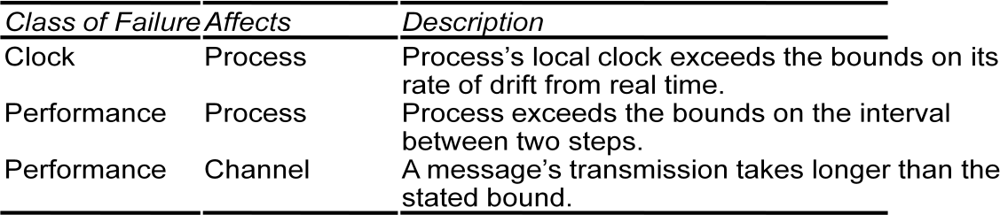 Class of Failure Affects Description
Clock Process Process's local clock exceeds the bounds on its
rate of drift from real time.
Performance Process Process exceeds the bounds on the interval
between two steps.
Performance Channel A message's transmission takes longer than the
stated bound.